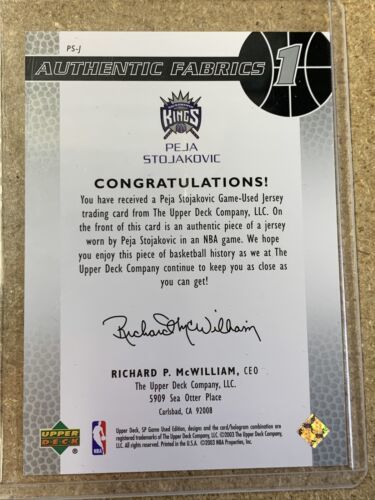 PS-J
AUTHENTIC FABRICS 1
KINGS
PEJA
STOJAKOVIC
CONGRATULATIONS!
You have received a Peja Stojakovic Game-Used Jersey
trading card from The Upper Deck Company, LLC. On
the front of this card is an authentic piece of a jersey
worn by Peja Stojakovic in an NBA game. We hope
you enjoy this piece of basketball history as we at The
Upper Deck Company continue to keep you as close as
you can get!
Richard P. McWilliam
RICHARD P. McWILLIAM, CEO
The Upper Deck Company, LLC.
5909 Sea Otter Place
Carlsbad, CA 92008
UPPER
DECK
®
NBA
Upper Deck, SP Game Used Edition, designs and the card/hologram combination are
registered trademarks of The Upper Deck Company, LLC ©2003 The Upper Deck Company,
LLC. All rights reserved. Printed in the U.S.A. ©2003 NBA Properties, Inc.